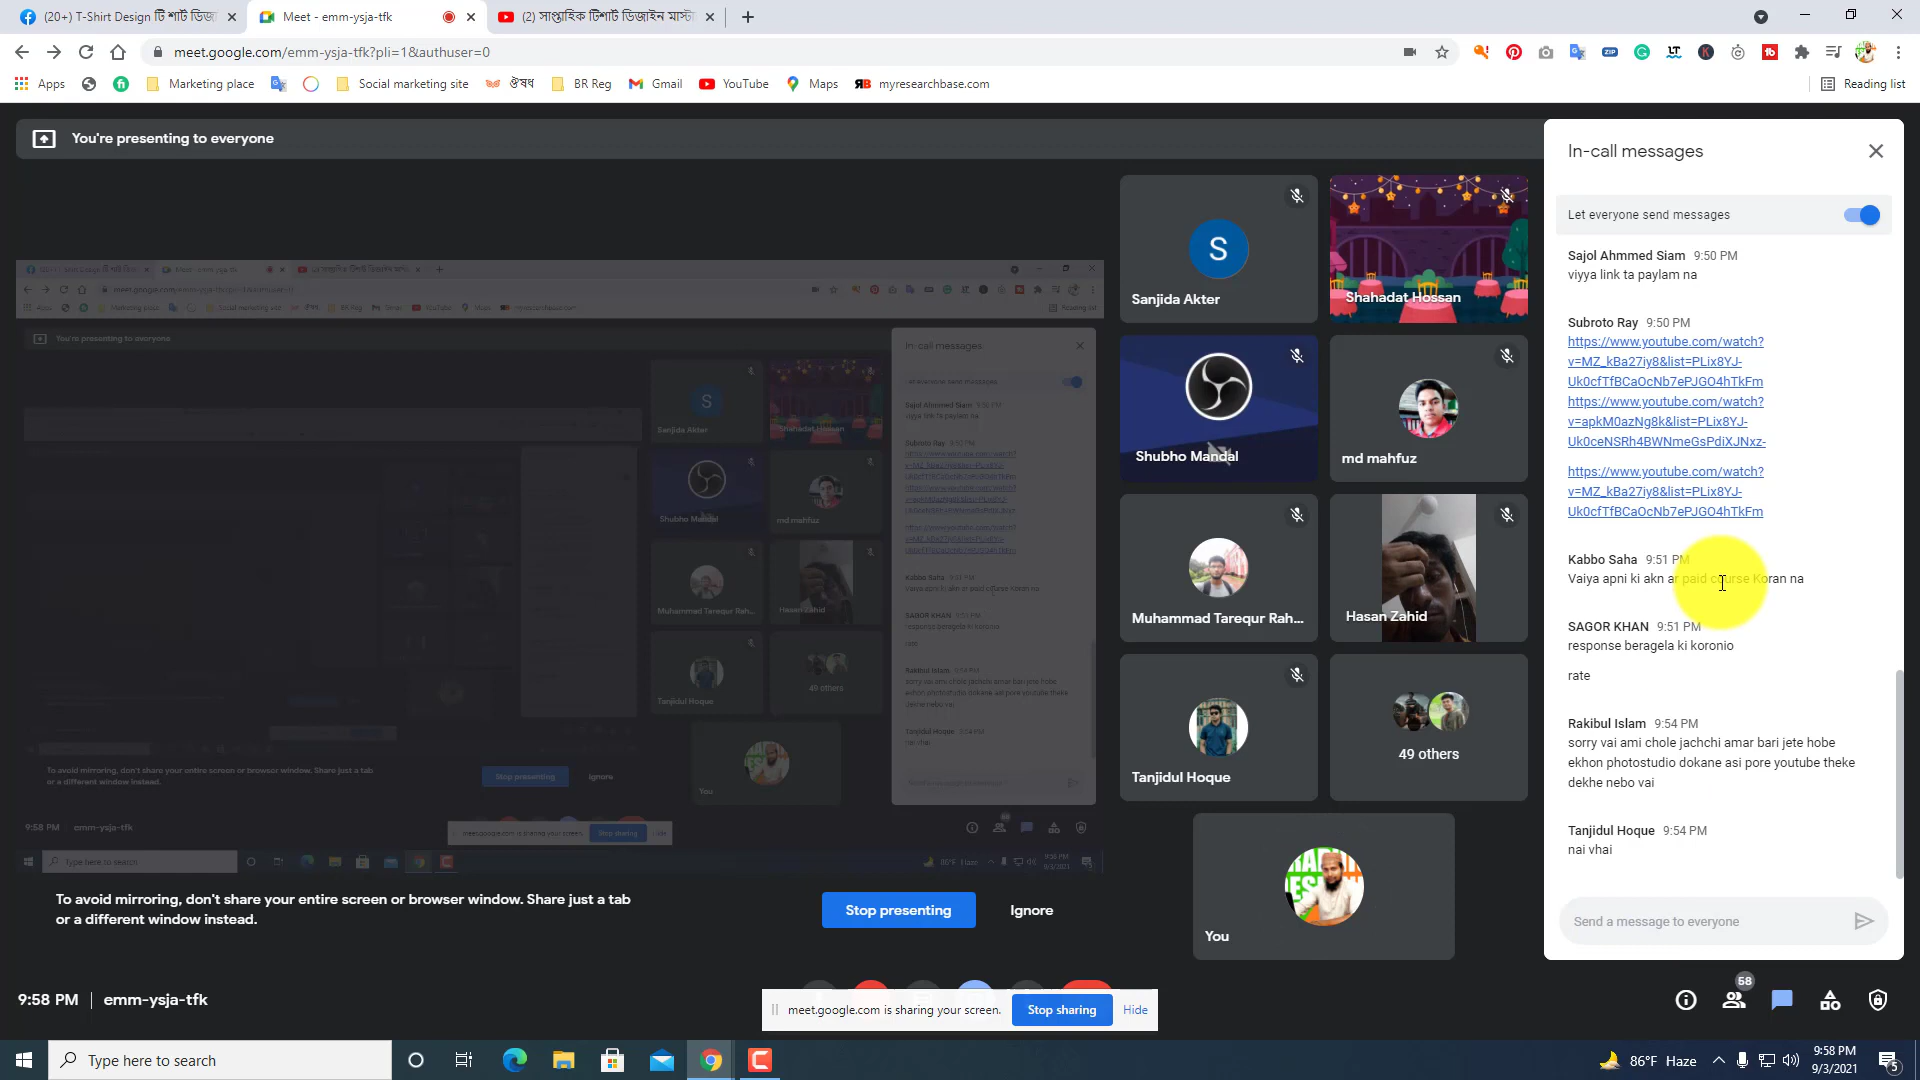 (20+) T-Shirt Design টি শার্ট ডিজা
Meet - emm-ysja-tfk
(2) সাপ্তাহিক টিশার্ট ডিজাইন মাস্টা
meet.google.com/emm-ysja-tfk?pli=1&authuser=0
Apps
Marketing place
Social marketing site
ঔষধ
BR Reg
Gmail
YouTube
Maps
myresearchbase.com
Reading list
You're presenting to everyone
In-call messages
Let everyone send messages
Sajol Ahmmed Siam 9:50 PM
viyya link ta paylam na
Subroto Ray 9:50 PM
https://www.youtube.com/watch?
v=MZ_kBa27iy8&list=PLix8YJ-
Uk0cfTfBCaOcNb7ePJGO4hTkFm
https://www.youtube.com/watch?
v=apkM0azNg8k&list=PLix8YJ-
Uk0ceNSRh4BWNmeGsPdiXJNxz-
https://www.youtube.com/watch?
v=MZ_kBa27iy8&list=PLix8YJ-
Uk0cfTfBCaOcNb7ePJGO4hTkFm
Kabbo Saha 9:51 PM
Vaiya apni ki akn ar paid course Koran na
SAGOR KHAN 9:51 PM
response beragela ki koronio
rate
Rakibul Islam 9:54 PM
sorry vai ami chole jachchi amar bari jete hobe
ekhon photostudio dokane asi pore youtube theke
dekhe nebo vai
Tanjidul Hoque 9:54 PM
nai vhai
Send a message to everyone
S
Sanjida Akter
Shahadat Hossan
Shubho Mandal
md mahfuz
Muhammad Tarequr Rah...
Hasan Zahid
Tanjidul Hoque
49 others
You
To avoid mirroring, don't share your entire screen or browser window. Share just a tab
or a different window instead.
Stop presenting
Ignore
9:58 PM
emm-ysja-tfk
meet.google.com is sharing your screen.
Stop sharing
Hide
58
Type here to search
86°F Haze
9:58 PM
9/3/2021
5